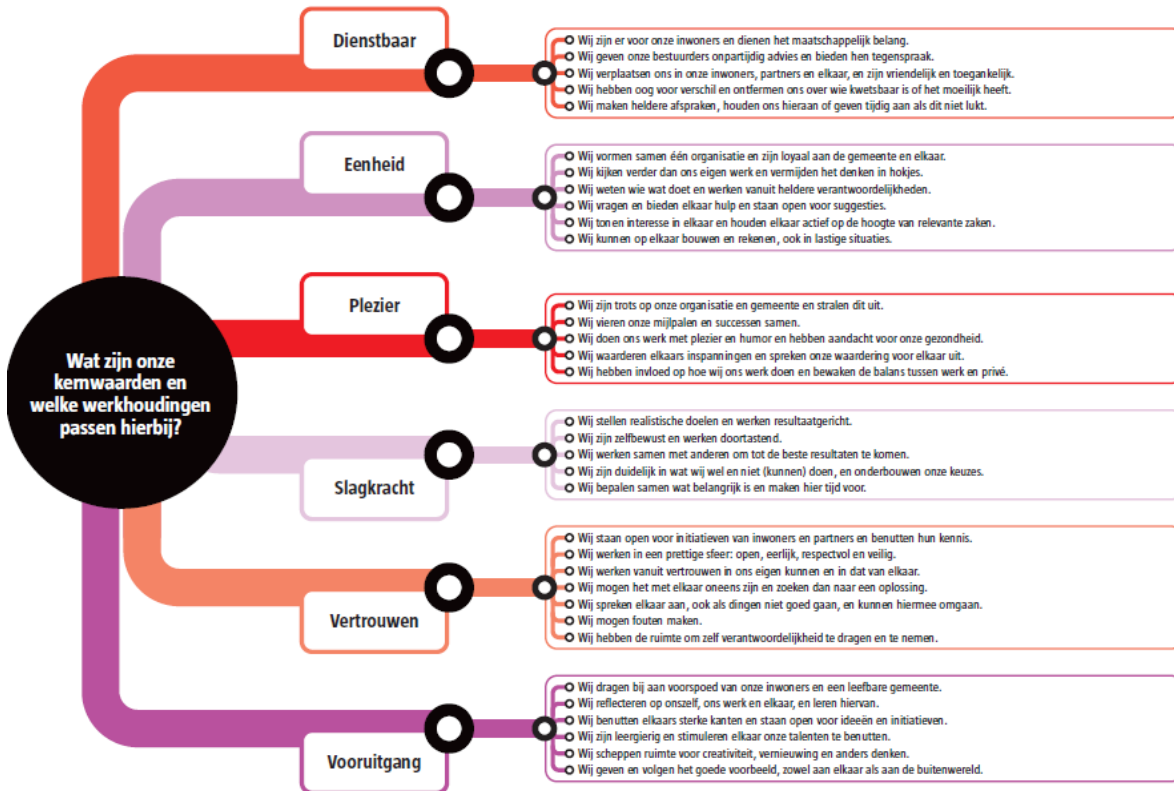 Wat zijn onze
kernwaarden en
welke werkhoudingen
passen hierbij?
Dienstbaar
Wij zijn er voor onze inwoners en dienen het maatschappelijk belang.
Wij geven onze bestuurders onpartijdig advies en bieden hen tegenspraak.
Wij verplaatsen ons in onze inwoners, partners en elkaar, en zijn vriendelijk en toegankelijk.
Wij hebben oog voor verschil en ontfermen ons over wie kwetsbaar is of het moeilijk heeft.
Wij maken heldere afspraken, houden ons hieraan of geven tijdig aan als dit niet lukt.
Eenheid
Wij vormen samen één organisatie en zijn loyaal aan de gemeente en elkaar.
Wij kijken verder dan ons eigen werk en vermijden het denken in hokjes.
Wij weten wie wat doet en werken vanuit heldere verantwoordelijkheden.
Wij vragen en bieden elkaar hulp en staan open voor suggesties.
Wij tonen interesse in elkaar en houden elkaar actief op de hoogte van relevante zaken.
Wij kunnen op elkaar bouwen en rekenen, ook in lastige situaties.
Plezier
Wij zijn trots op onze organisatie en gemeente en stralen dit uit.
Wij vieren onze mijlpalen en successen samen.
Wij doen ons werk met plezier en humor en hebben aandacht voor onze gezondheid.
Wij waarderen elkaars inspanningen en spreken onze waardering voor elkaar uit.
Wij hebben invloed op hoe wij ons werk doen en bewaken de balans tussen werk en privé.
Slagkracht
Wij stellen realistische doelen en werken resultaatgericht.
Wij zijn zelfbewust en werken doortastend.
Wij werken samen met anderen om tot de beste resultaten te komen.
Wij zijn duidelijk in wat wij wel en niet (kunnen) doen, en onderbouwen onze keuzes.
Wij bepalen samen wat belangrijk is en maken hier tijd voor.
Vertrouwen
Wij staan open voor initiatieven van inwoners en partners en benutten hun kennis.
Wij werken in een prettige sfeer: open, eerlijk, respectvol en veilig.
Wij werken vanuit vertrouwen in ons eigen kunnen en in dat van elkaar.
Wij mogen het met elkaar oneens zijn en zoeken dan naar een oplossing.
Wij spreken elkaar aan, ook als dingen niet goed gaan, en kunnen hiermee omgaan.
Wij mogen fouten maken.
Wij hebben de ruimte om zelf verantwoordelijkheid te dragen en te nemen.
Vooruitgang
Wij dragen bij aan voorspoed van onze inwoners en een leefbare gemeente.
Wij reflecteren op onszelf, ons werk en elkaar, en leren hiervan.
Wij benutten elkaars sterke kanten en staan open voor ideeën en initiatieven.
Wij zijn leergierig en stimuleren elkaar onze talenten te benutten.
Wij scheppen ruimte voor creativiteit, vernieuwing en anders denken.
Wij geven en volgen het goede voorbeeld, zowel aan elkaar als aan de buitenwereld.